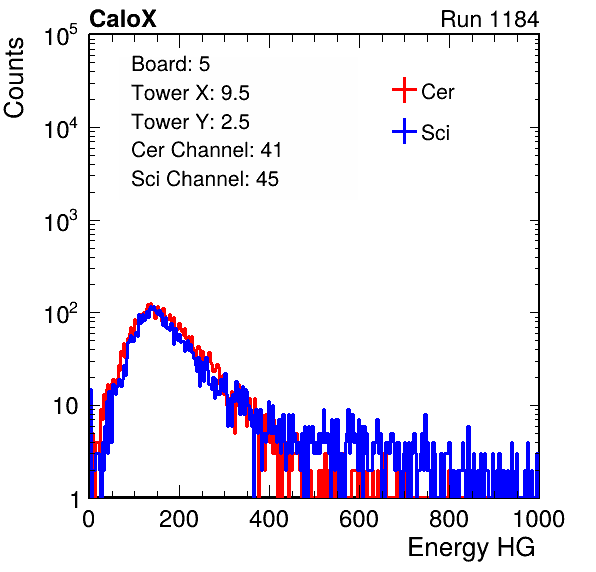 CaloX Run 1184
Counts
Board: 5
Tower X: 9.5
Tower Y: 2.5
Cer Channel: 41
Sci Channel: 45
Cer
Sci
10^5
10^4
10^3
10^2
10
1
0 200 400 600 800 1000
Energy HG